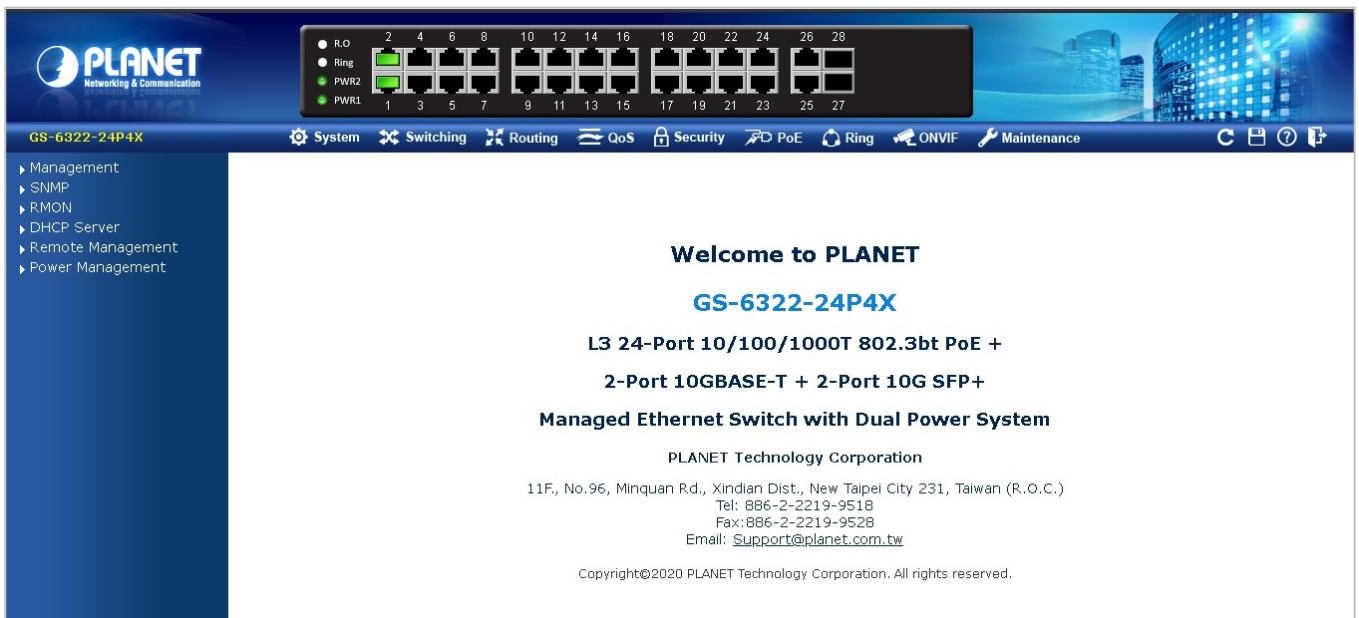 PLANET
Networking & Communication
R.O
Ring
PWR2
PWR1
2 4 6 8 10 12 14 16 18 20 22 24 26 28
1 3 5 7 9 11 13 15 17 19 21 23 25 27
GS-6322-24P4X
System Switching Routing QoS Security PoE Ring ONVIF Maintenance
Management
SNMP
RMON
DHCP Server
Remote Management
Power Management
Welcome to PLANET
GS-6322-24P4X
L3 24-Port 10/100/1000T 802.3bt PoE +
2-Port 10GBASE-T + 2-Port 10G SFP+
Managed Ethernet Switch with Dual Power System
PLANET Technology Corporation
11F., No.96, Minquan Rd., Xindian Dist., New Taipei City 231, Taiwan (R.O.C.)
Tel: 886-2-2219-9518
Fax:886-2-2219-9528
Email: Support@planet.com.tw
Copyright©2020 PLANET Technology Corporation. All rights reserved.